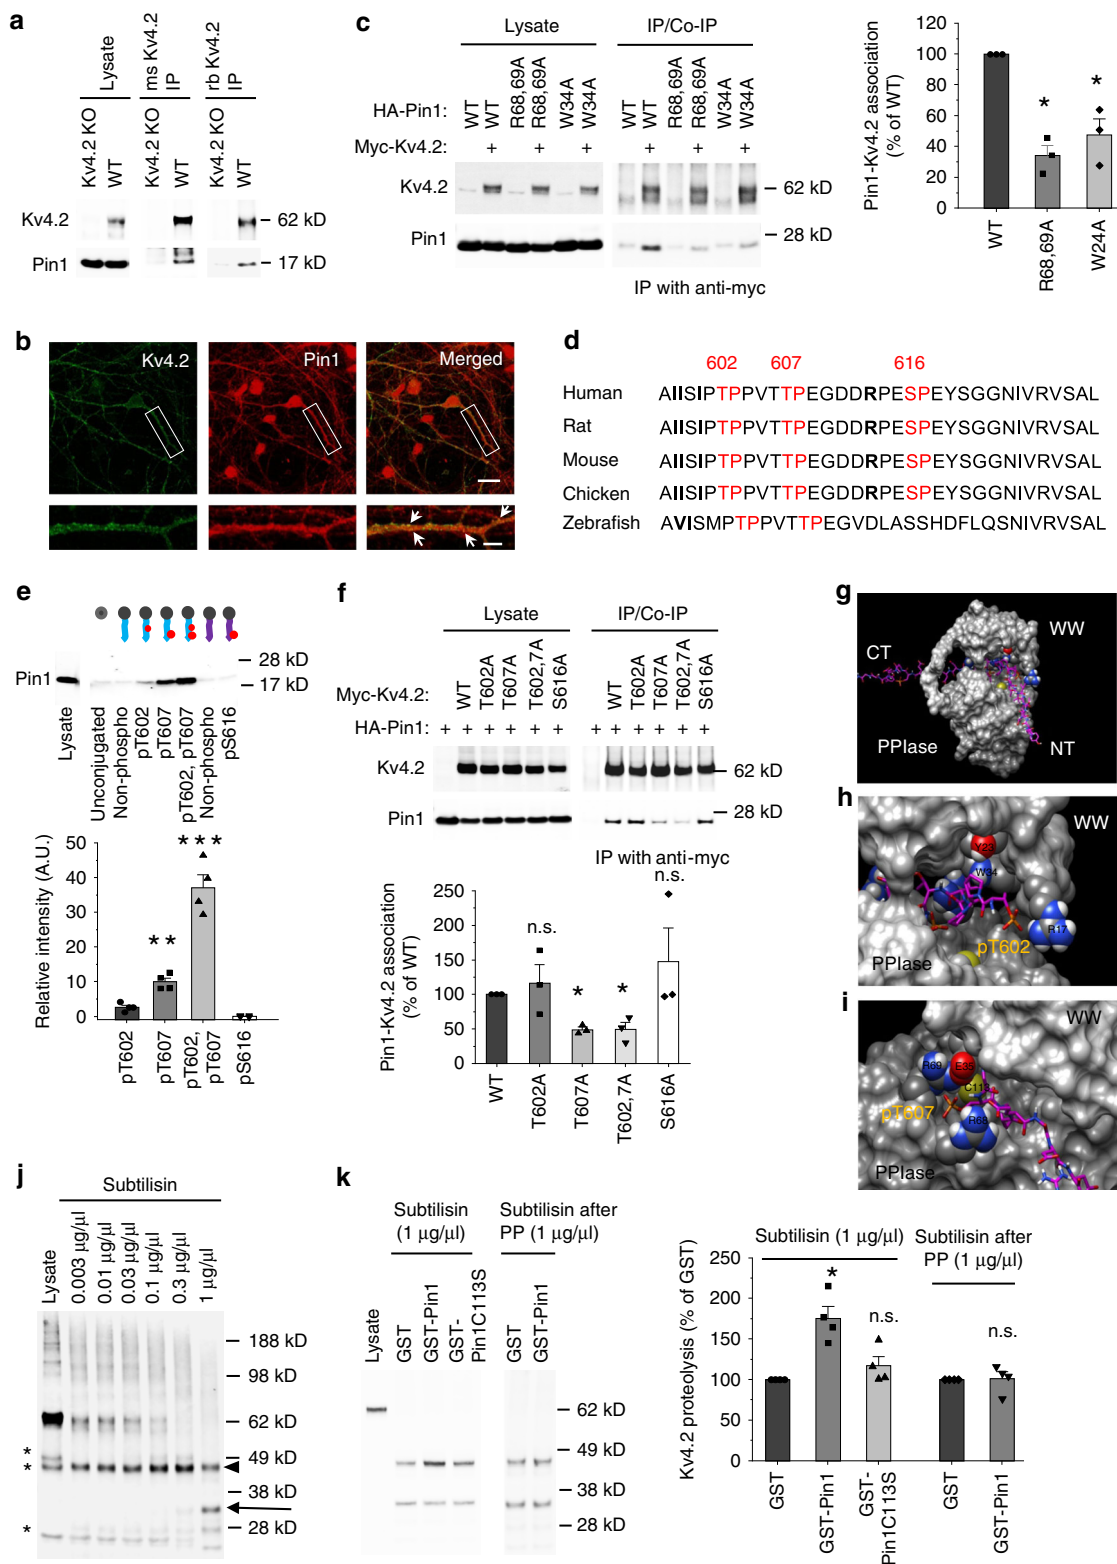 a
Lysate
ms Kv4.2 IP
rb Kv4.2 IP
Kv4.2 KO
WT
Kv4.2 KO
WT
Kv4.2 KO
WT
Kv4.2
62 kD
Pin1
17 kD
c
Lysate
IP/Co-IP
HA-Pin1: WT WT R68,69A R68,69A W34A W34A WT WT R68,69A R68,69A W34A W34A
Myc-Kv4.2: + + + + + +
Kv4.2
62 kD
Pin1
28 kD
IP with anti-myc
Pin1-Kv4.2 association
(% of WT)
120
100
80
60
40
20
0
*
*
WT
R68,69A
W24A
b
Kv4.2
Pin1
Merged
d
602 607 616
Human AIISIPTPPVTTPEGDDRPESPEYSGGNIVRVSAL
Rat AIISIPTPPVTTPEGDDRPESPEYSGGNIVRVSAL
Mouse AIISIPTPPVTTPEGDDRPESPEYSGGNIVRVSAL
Chicken AIISIPTPPVTTPEGDDRPESPEYSGGNIVRVSAL
Zebrafish AVISMPTPPVTTPEGVDLASSHDFLQSNIVRVSAL
e
Pin1
28 kD
17 kD
Lysate
Unconjugated
Non-phospho
pT602
pT607
pT602, pT607
Non-phospho
pS616
Relative intensity (A.U.)
50
40
30
20
10
0
* *
* * *
pT602
pT607
pT602,
pT607
pS616
f
Lysate
IP/Co-IP
Myc-Kv4.2: WT T602A T607A T602,7A S616A WT T602A T607A T602,7A S616A
HA-Pin1: + + + + + + + + + + + +
Kv4.2
62 kD
Pin1
28 kD
IP with anti-myc
Pin1-Kv4.2 association
(% of WT)
250
200
150
100
50
0
n.s.
*
*
n.s.
WT
T602A
T607A
T602,7A
S616A
g
CT
WW
PPIase
NT
h
WW
Y23
W34
R17
pT602
PPIase
i
WW
R69
E35
C113
pT607
R68
PPIase
j
Subtilisin
Lysate
0.003 μg/μl
0.01 μg/μl
0.03 μg/μl
0.1 μg/μl
0.3 μg/μl
1 μg/μl
188 kD
98 kD
62 kD
49 kD
38 kD
28 kD
*
*
*
k
Subtilisin
(1 μg/μl)
Subtilisin after
PP (1 μg/μl)
Lysate
GST
GST-Pin1
GST-
Pin1C113S
GST
GST-Pin1
62 kD
49 kD
38 kD
28 kD
Kv4.2 proteolysis (% of GST)
250
200
150
100
50
0
Subtilisin (1 μg/μl)
Subtilisin after
PP (1 μg/μl)
*
n.s.
n.s.
GST
GST-Pin1
GST-
Pin1C113S
GST
GST-Pin1